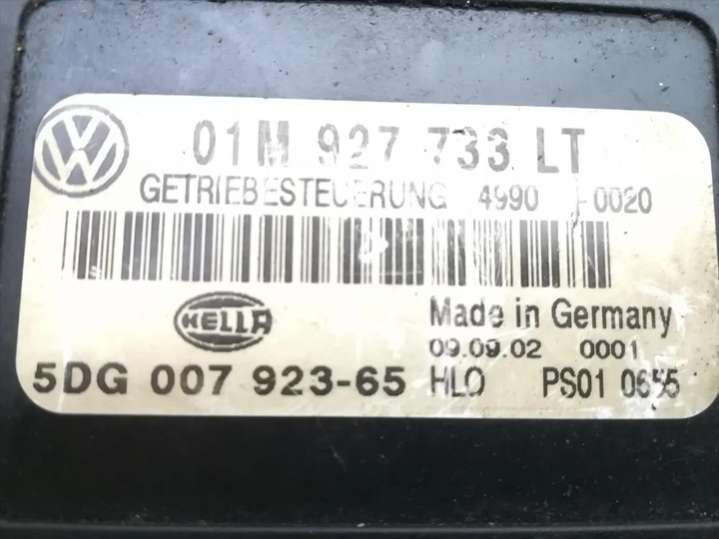 01M 927 733 LT
GETRIEBESTEUERUNG 4990 0020
HELLA
Made in Germany
09.09.02 0001
5DG 007 923-65 HLO PS01 0655